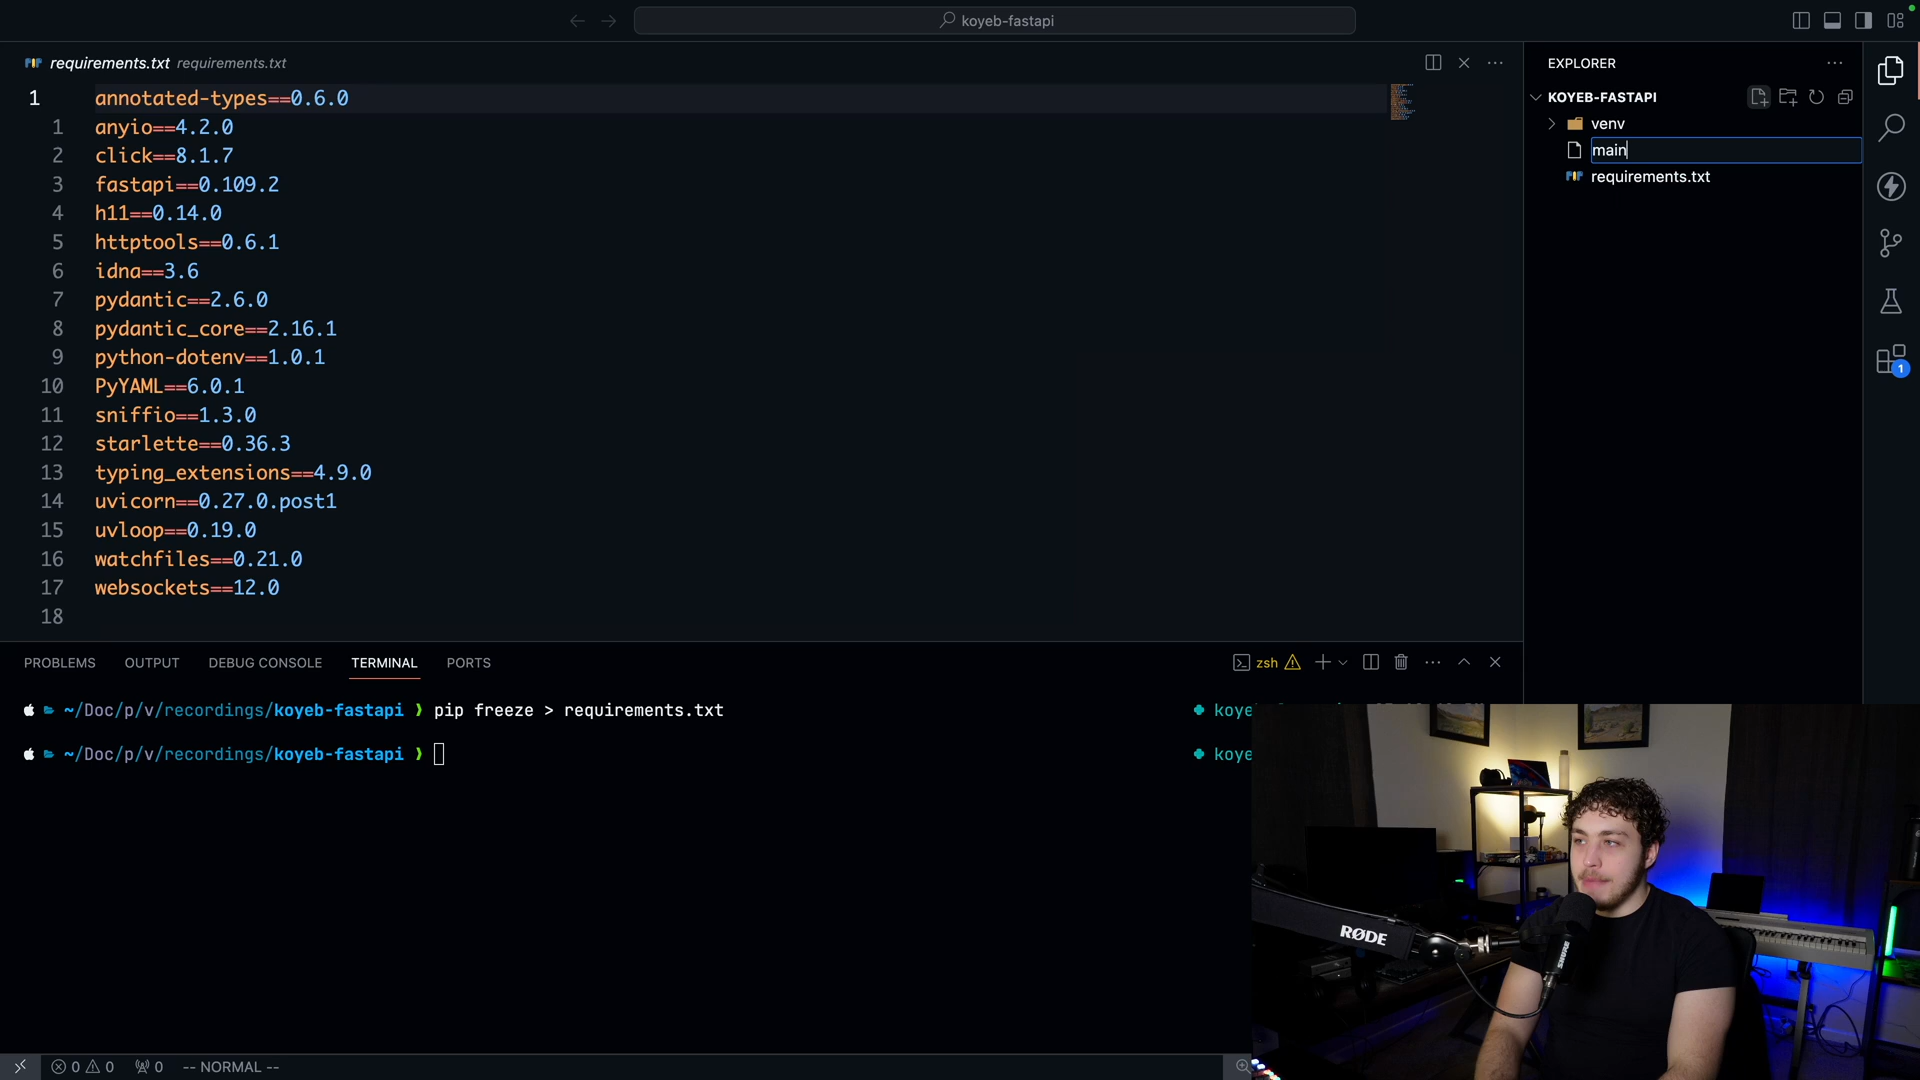 koyeb-fastapi
requirements.txt requirements.txt
1 annotated-types==0.6.0
1 anyio==4.2.0
2 click==8.1.7
3 fastapi==0.109.2
4 h11==0.14.0
5 httptools==0.6.1
6 idna==3.6
7 pydantic==2.6.0
8 pydantic_core==2.16.1
9 python-dotenv==1.0.1
10 PyYAML==6.0.1
11 sniffio==1.3.0
12 starlette==0.36.3
13 typing_extensions==4.9.0
14 uvicorn==0.27.0.post1
15 uvloop==0.19.0
16 watchfiles==0.21.0
17 websockets==12.0
18
EXPLORER
KOYEB-FASTAPI
venv
main
requirements.txt
1
PROBLEMS OUTPUT DEBUG CONSOLE TERMINAL PORTS
zsh
~/Doc/p/v/recordings/koyeb-fastapi ❯ pip freeze > requirements.txt
koye
~/Doc/p/v/recordings/koyeb-fastapi ❯
koye
RØDE
SHURE
0 0 0 -- NORMAL --